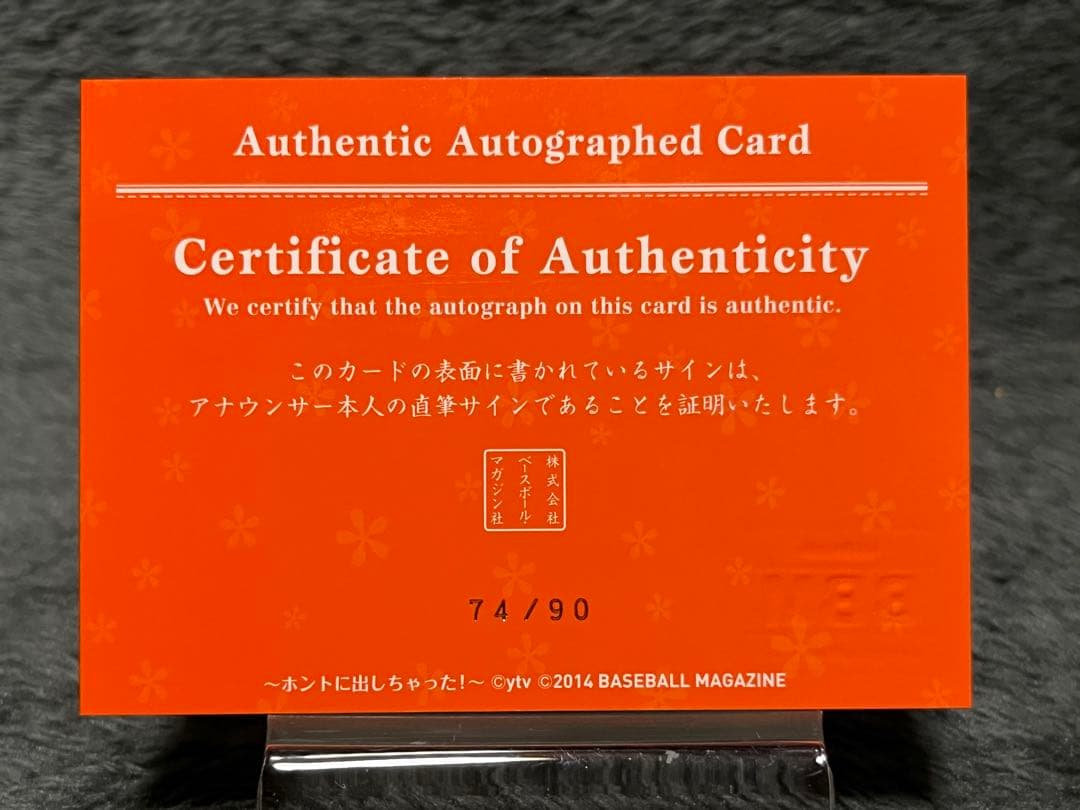 Authentic Autographed Card
Certificate of Authenticity
We certify that the autograph on this card is authentic.
このカードの表面に書かれているサインは、
アナウンサー本人の直筆サインであることを証明いたします。
株式会社
ベースボール・
マガジン社
74/90
～ホントに出しちゃった!～ ©ytv ©2014 BASEBALL MAGAZINE